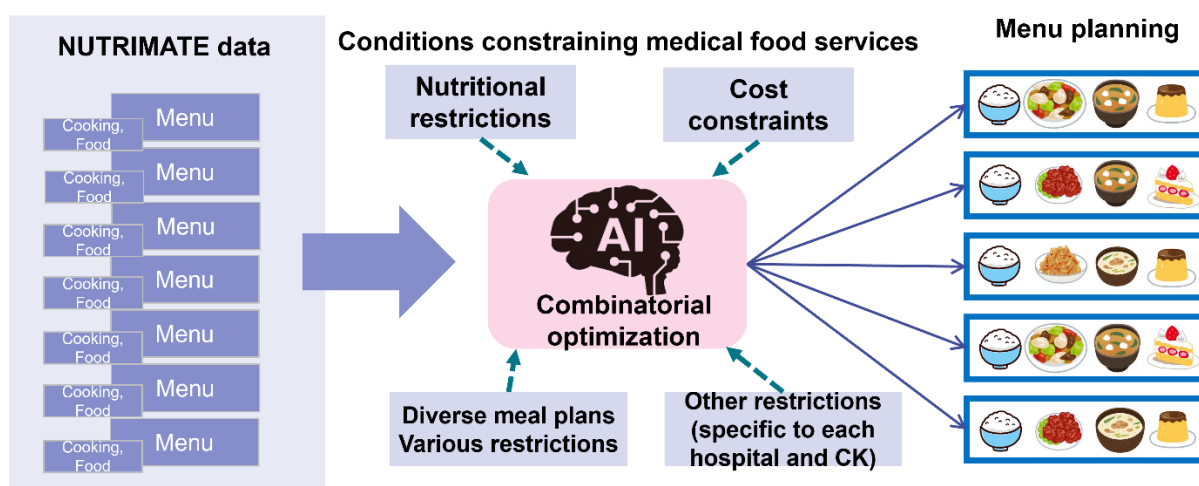 NUTRIMATE data
Menu
Cooking,
Food
Menu
Cooking,
Food
Menu
Cooking,
Food
Menu
Cooking,
Food
Menu
Cooking,
Food
Menu
Cooking,
Food
Menu
Cooking,
Food
Conditions constraining medical food services
Nutritional
restrictions
Cost
constraints
AI
Combinatorial
optimization
Diverse meal plans
Various restrictions
Other restrictions
(specific to each
hospital and CK)
Menu planning